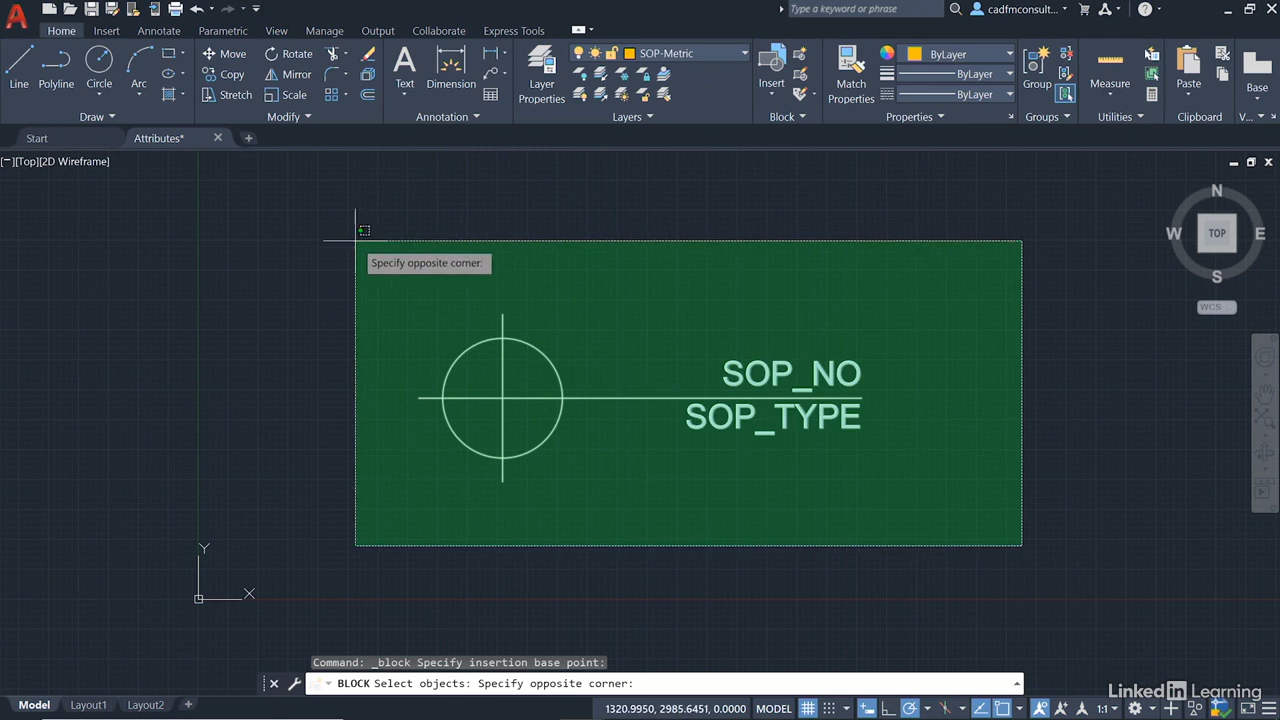 Type a keyword or phrase
cadfmconsult...
Home
Insert
Annotate
Parametric
View
Manage
Output
Collaborate
Express Tools
Line
Polyline
Circle
Arc
Move
Copy
Stretch
Rotate
Mirror
Scale
Text
Dimension
Layer
Properties
SOP-Metric
Insert
Match
Properties
ByLayer
ByLayer
ByLayer
Group
Measure
Paste
Base
Draw
Modify
Annotation
Layers
Block
Properties
Groups
Utilities
Clipboard
V...
Start
Attributes*
[−][Top][2D Wireframe]
N
W
TOP
E
S
WCS
Specify opposite corner:
SOP_NO
SOP_TYPE
Y
X
Command: _block Specify insertion base point:
BLOCK Select objects: Specify opposite corner:
Model
Layout1
Layout2
1320.9950, 2985.6451, 0.0000
MODEL
1:1
LinkedIn Learning